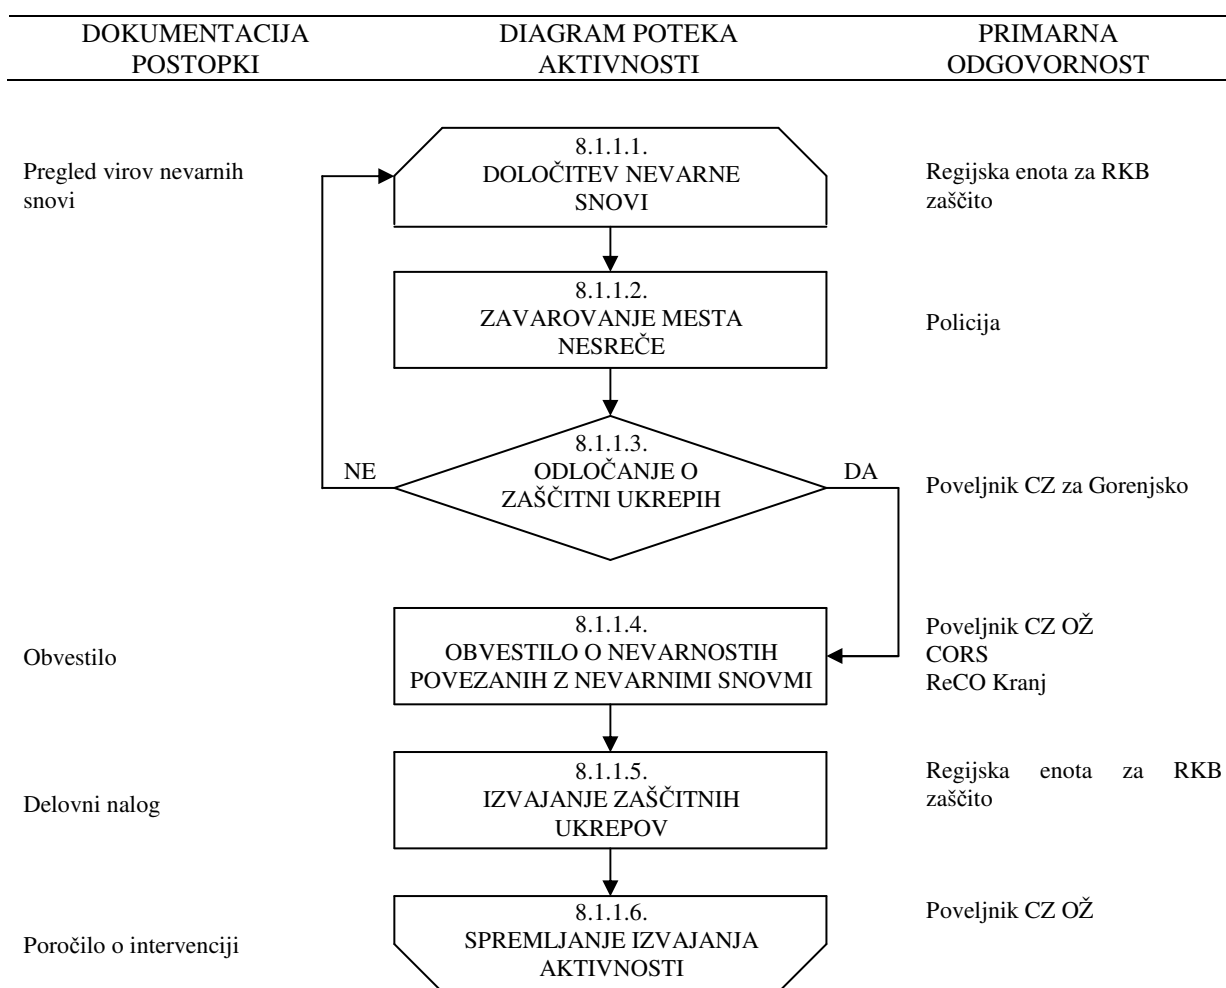 DOKUMENTACIJA
POSTOPKI
DIAGRAM POTEKA
AKTIVNOSTI
PRIMARNA
ODGOVORNOST
Pregled virov nevarnih
snovi
8.1.1.1.
DOLOČITEV NEVARNE
SNOVI
Regijska enota za RKB
zaščito
8.1.1.2.
ZAVAROVANJE MESTA
NESREČE
Policija
NE
8.1.1.3.
ODLOČANJE O
ZAŠČITNI UKREPIH
DA
Poveljnik CZ za Gorenjsko
Obvestilo
8.1.1.4.
OBVESTILO O NEVARNOSTIH
POVEZANIH Z NEVARNIMI SNOVMI
Poveljnik CZ OŽ
CORS
ReCO Kranj
Delovni nalog
8.1.1.5.
IZVAJANJE ZAŠČITNIH
UKREPOV
Regijska enota za RKB
zaščito
Poročilo o intervenciji
8.1.1.6.
SPREMLJANJE IZVAJANJA
AKTIVNOSTI
Poveljnik CZ OŽ